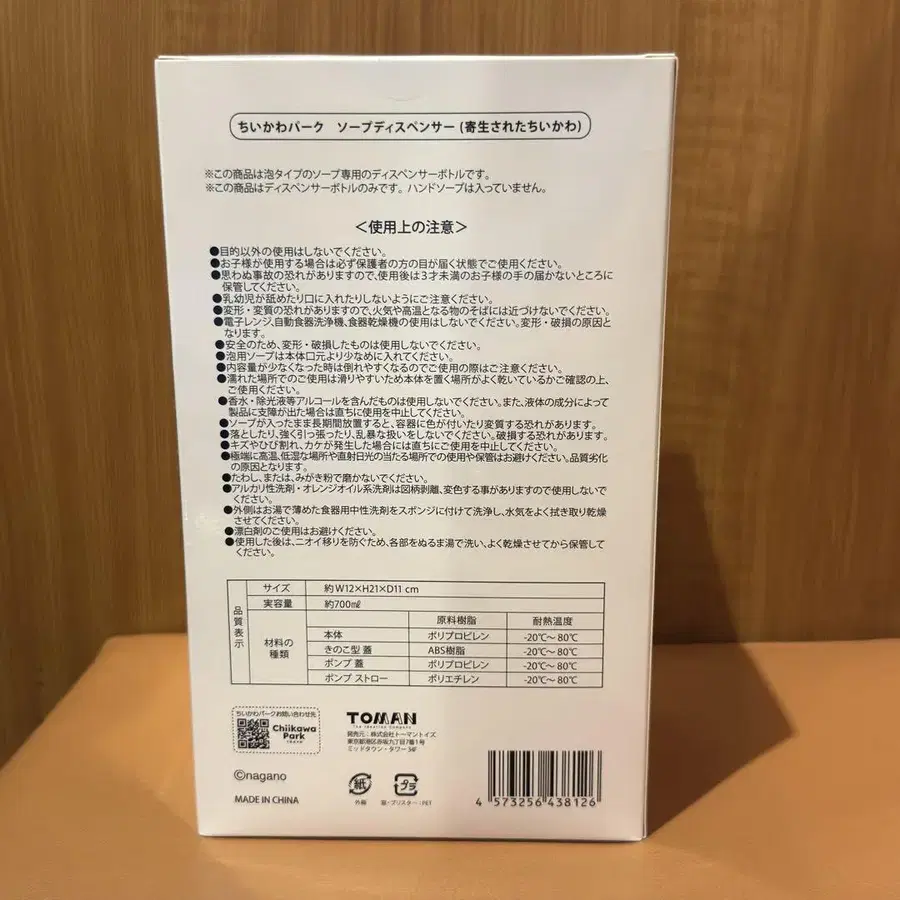 ちいかわパーク　ソープディスペンサー (寄生されたちいかわ)
※この商品は泡タイプのソープ専用のディスペンサーボトルです。
※この商品はディスペンサーボトルのみです。ハンドソープは入っていません。
＜使用上の注意＞
●目的以外の使用はしないでください。
●お子様が使用する場合は必ず保護者の方の目が届く状態でご使用ください。
●思わぬ事故の恐れがありますので、使用後は3才未満のお子様の手の届かないところに
保管してください。
●乳幼児が舐めたり口に入れたりしないようにご注意ください。
●変形・変質の恐れがありますので、火気や高温となる物のそばには近づけないでください。
●電子レンジ、自動食器洗浄機、食器乾燥機の使用はしないでください。変形・破損の原因と
なります。
●安全のため、変形・破損したものは使用しないでください。
●泡用ソープは本体口元より少なめに入れてください。
●内容量が少なくなった時は倒れやすくなるのでご使用の際はご注意ください。
●濡れた場所でのご使用は滑りやすいため本体を置く場所がよく乾いているかご確認の上、
ご使用ください。
●香水・除光液等アルコールを含んだものは使用しないでください。また、液体の成分によって
製品に支障が出た場合は直ちに使用を中止してください。
●ソープが入ったまま長期間放置すると、容器に色が付いたり変質する恐れがあります。
●落としたり、強く引っ張ったり、乱暴な扱いをしないでください。破損する恐れがあります。
●キズやひび割れ、カケが発生した場合には直ちにご使用を中止してください。
●極端に高温、低湿な場所や直射日光の当たる場所での使用や保管はお避けください。品質劣化
の原因となります。
●たわし、または、みがき粉で磨かないでください。
●アルカリ性洗剤・オレンジオイル系洗剤は図柄剥離、変色する事がありますので使用しないで
ください。
●外側はお湯で薄めた食器用中性洗剤をスポンジに付けて洗浄し、水気をよく拭き取り乾燥
させてください。
●漂白剤のご使用はお避けください。
●使用した後は、ニオイ移りを防ぐため、各部をぬるま湯で洗い、よく乾燥させてから保管して
ください。
品質表示
サイズ 約W12×H21×D11 cm
実容量 約700㎖
材料の種類 原料樹脂 耐熱温度
本体 ポリプロピレン -20℃〜80℃
きのこ型 蓋 ABS樹脂 -20℃〜80℃
ポンプ 蓋 ポリプロピレン -20℃〜80℃
ポンプ ストロー ポリエチレン -20℃〜80℃
ちいかわパークお問い合わせ先
Chiikawa
Park
TOMAN
The Ideation Company
発売元：株式会社トーマントイズ
東京都港区赤坂九丁目7番1号
ミッドタウン・タワー 34F
©nagano
MADE IN CHINA
紙
外箱
プラ
袋・ブリスター：PET
4 573256 438126